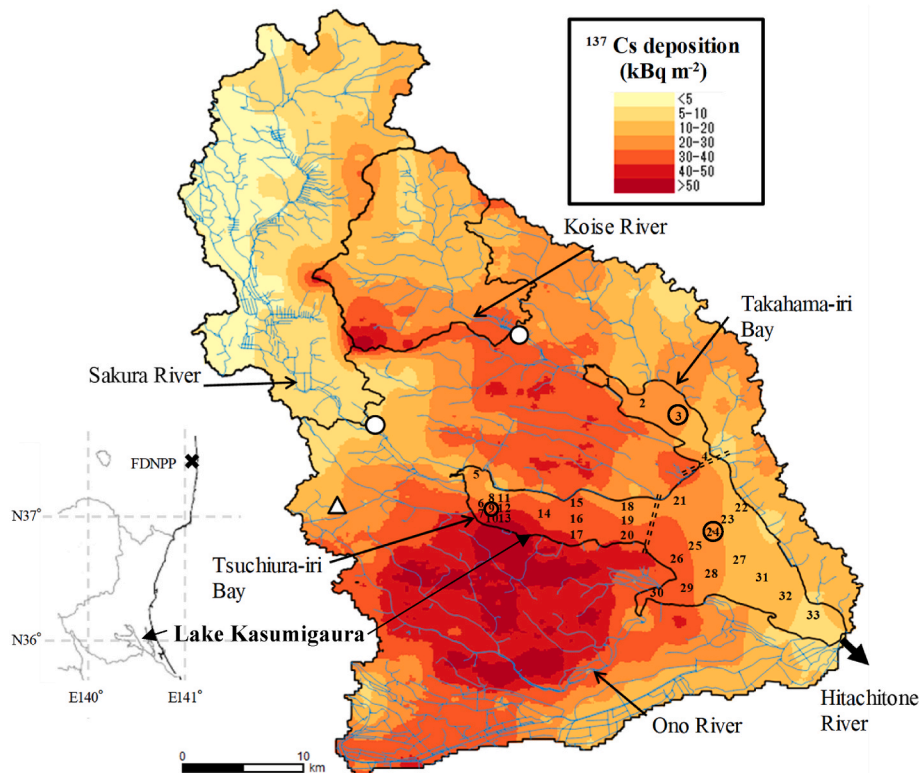 ¹³⁷ Cs deposition
(kBq m⁻²)
<5
5-10
10-20
20-30
30-40
40-50
>50
Koise River
Takahama-iri
Bay
Sakura River
FDNPP
N37°
N36°
E140°
E141°
Tsuchiura-iri
Bay
Lake Kasumigaura
Ono River
Hitachitone
River
0
10
km
1
2
3
4
5
6
8
11
7
9
12
10
13
14
15
16
17
18
19
20
21
22
23
24
25
26
27
28
29
30
31
32
33